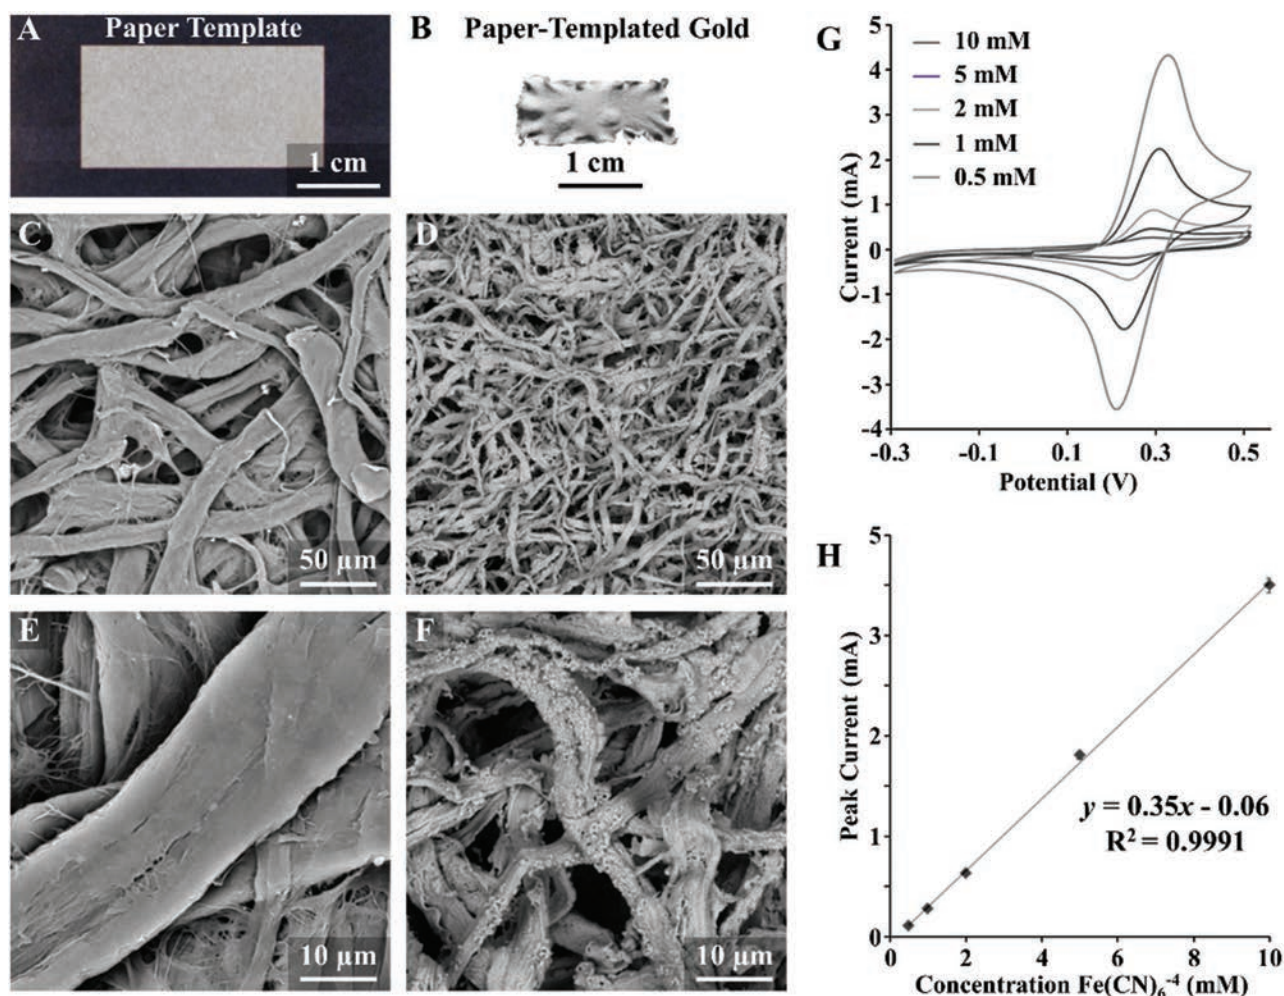 A
Paper Template
1 cm
B
Paper-Templated Gold
1 cm
C
50 µm
D
50 µm
E
10 µm
F
10 µm
G
10 mM
5 mM
2 mM
1 mM
0.5 mM
5
4
3
2
1
0
-1
-2
-3
-4
Current (mA)
-0.3 -0.1 0.1 0.3 0.5
Potential (V)
H
5
3
2
1
0
Peak Current (mA)
y = 0.35x - 0.06
R² = 0.9991
0 2 4 6 8 10
Concentration Fe(CN)₆⁻⁴ (mM)